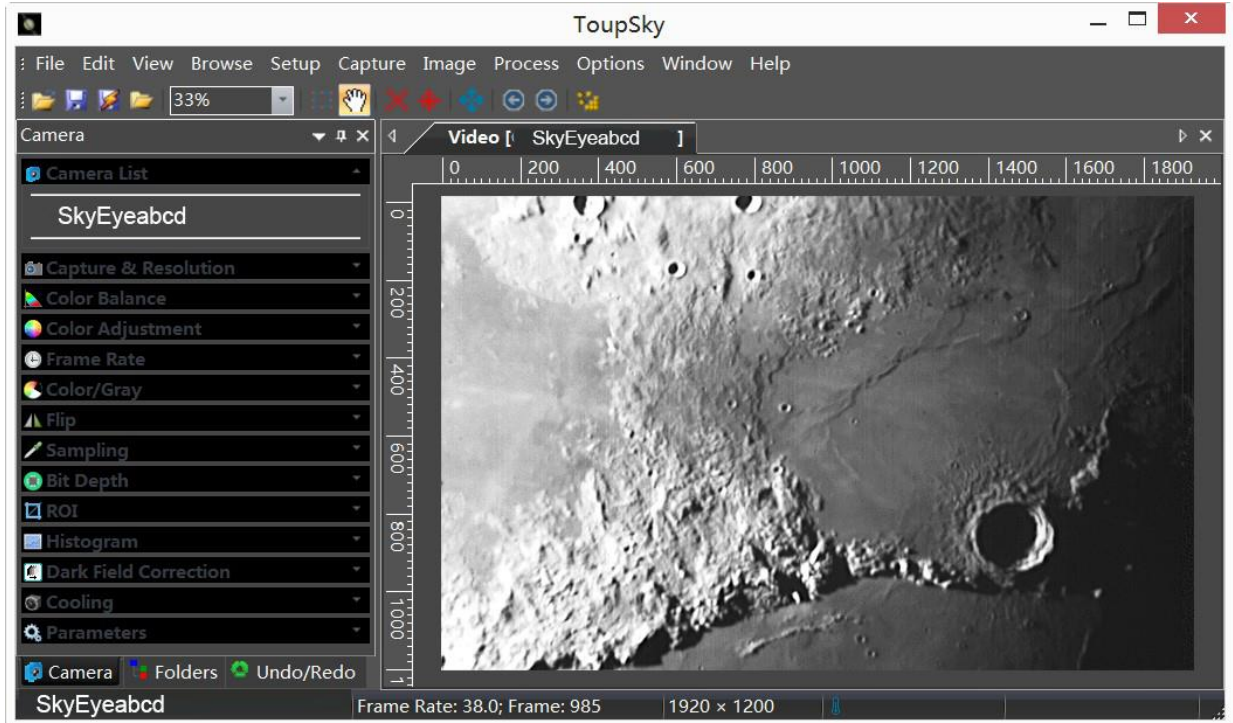 ToupSky
File Edit View Browse Setup Capture Image Process Options Window Help
33%
Camera
Video [ SkyEyeabcd ]
Camera List
0 200 400 600 800 1000 1200 1400 1600 1800
SkyEyeabcd
Capture & Resolution
Color Balance
Color Adjustment
Frame Rate
Color/Gray
Flip
Sampling
Bit Depth
ROI
Histogram
Dark Field Correction
Cooling
Parameters
0
200
400
600
800
1000
Camera Folders Undo/Redo
SkyEyeabcd
Frame Rate: 38.0; Frame: 985 1920 × 1200